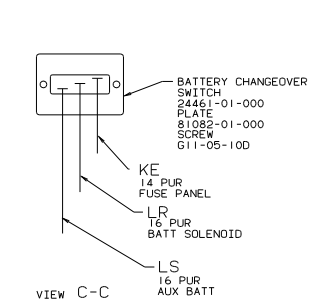 BATTERY CHANGEOVER
SWITCH
24461-01-000
PLATE
81082-01-000
SCREW
G11-05-10D
KE
14 PUR
FUSE PANEL
LR
16 PUR
BATT SOLENOID
LS
16 PUR
AUX BATT
VIEW C-C